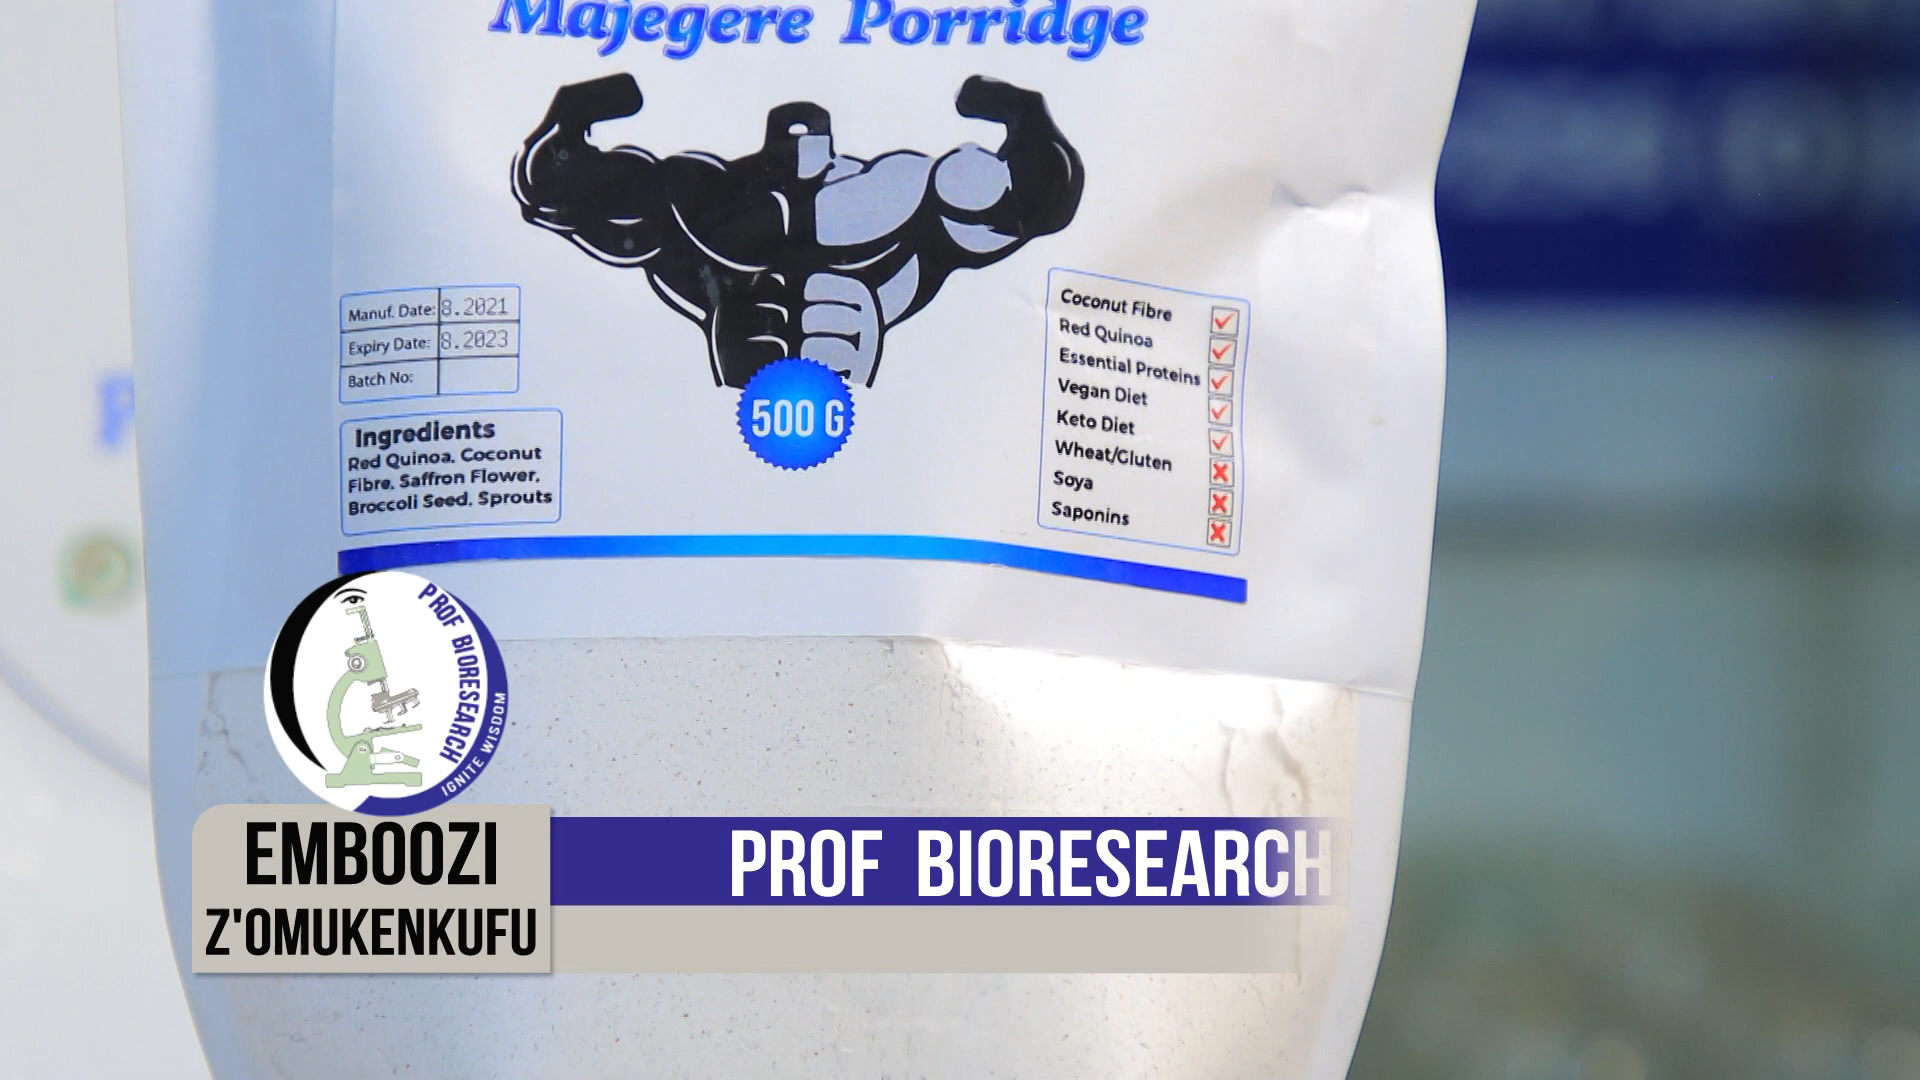 Majegere Porridge
Manuf. Date: 8.2021
Expiry Date: 8.2023
Batch No:
Ingredients
Red Quinoa, Coconut
Fibre, Saffron Flower,
Broccoli Seed, Sprouts
500 G
Coconut Fibre
Red Quinoa
Essential Proteins
Vegan Diet
Keto Diet
Wheat/Gluten
Soya
Saponins
PROF BIORESEARCH
IGNITE WISDOM
EMBOOZI
Z'OMUKENKUFU
PROF BIORESEARCH